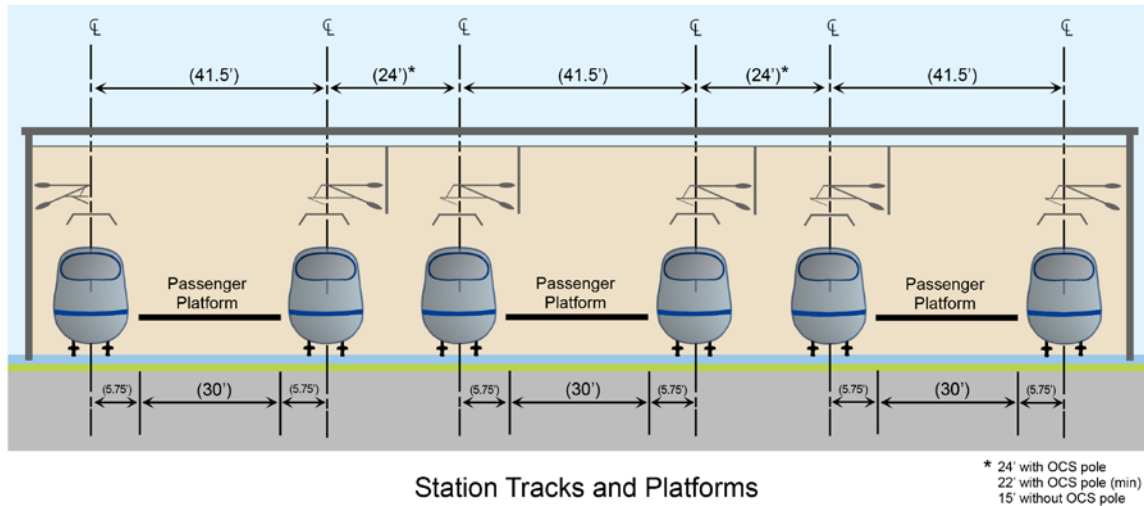 ℄ ℄ ℄ ℄ ℄ ℄
(41.5') (24')* (41.5') (24')* (41.5')
Passenger Passenger Passenger
Platform Platform Platform
(5.75') (30') (5.75') (5.75') (30') (5.75') (5.75') (30') (5.75')
Station Tracks and Platforms
* 24' with OCS pole
22' with OCS pole (min)
15' without OCS pole